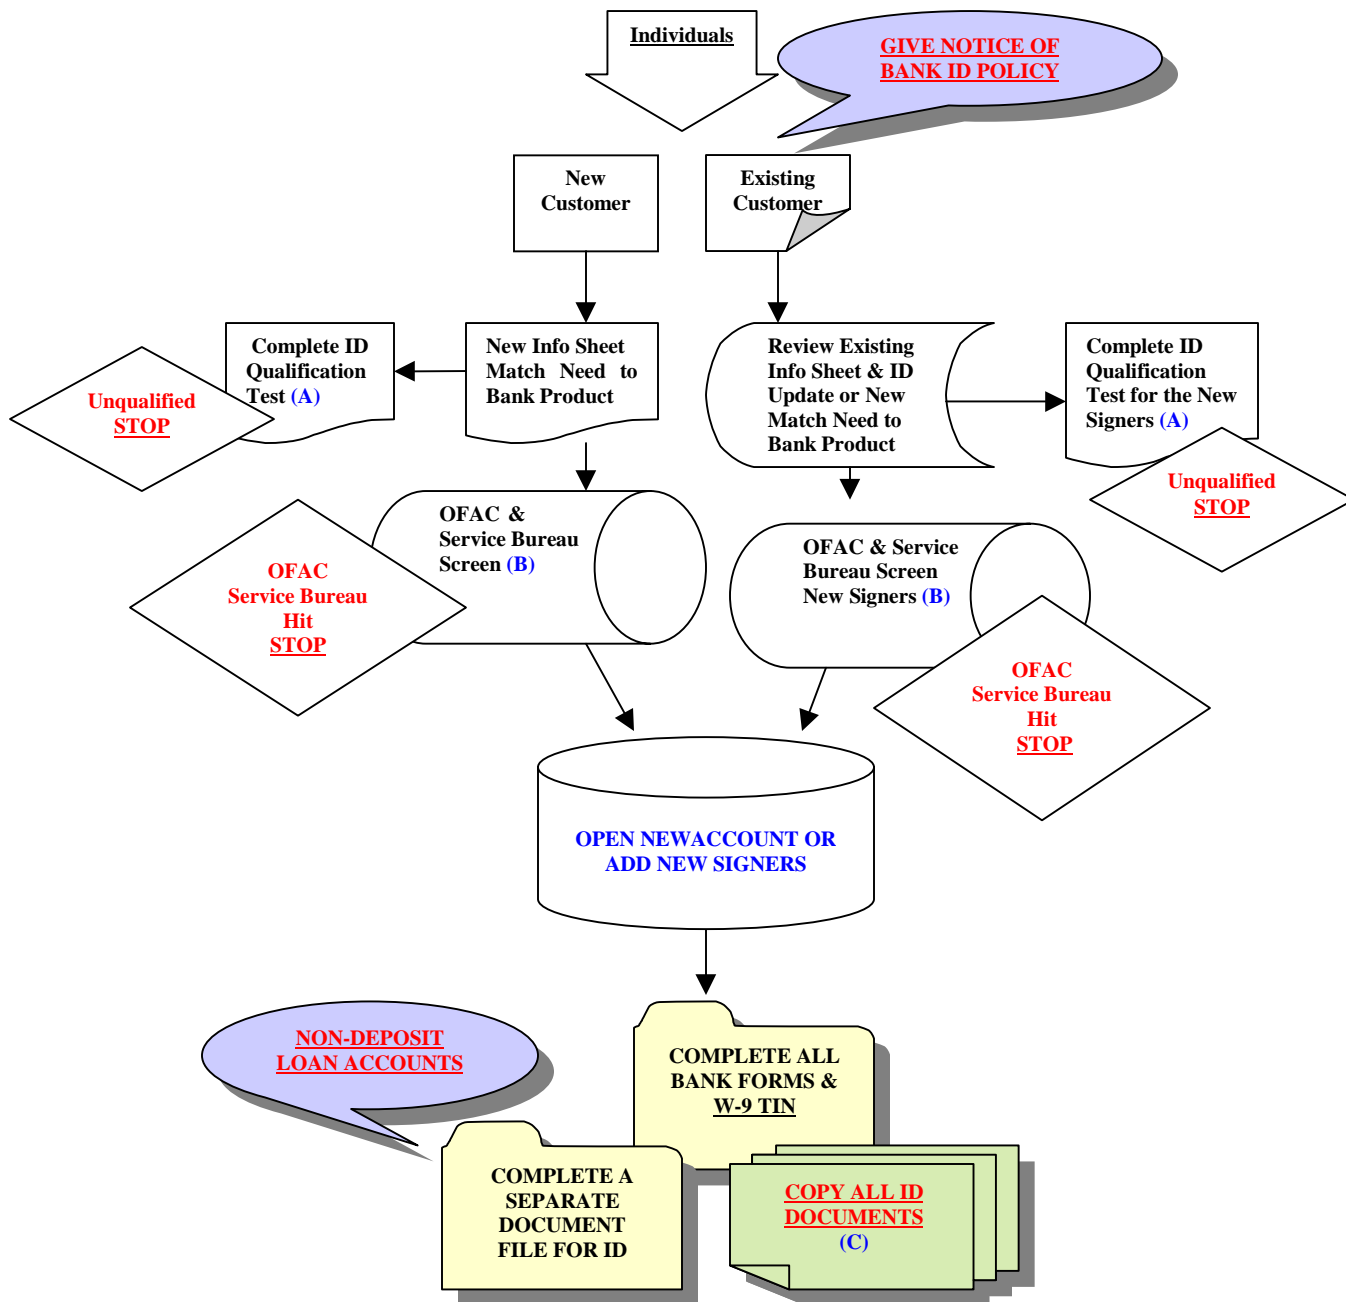 Individuals
GIVE NOTICE OF
BANK ID POLICY
New
Customer
Existing
Customer
Complete ID
Qualification
Test (A)
Unqualified
STOP
New Info Sheet
Match Need to
Bank Product
Review Existing
Info Sheet & ID
Update or New
Match Need to
Bank Product
Complete ID
Qualification
Test for the New
Signers (A)
Unqualified
STOP
OFAC &
Service Bureau
Screen (B)
OFAC
Service Bureau
Hit
STOP
OFAC & Service
Bureau Screen
New Signers (B)
OFAC
Service Bureau
Hit
STOP
OPEN NEWACCOUNT OR
ADD NEW SIGNERS
NON-DEPOSIT
LOAN ACCOUNTS
COMPLETE ALL
BANK FORMS &
W-9 TIN
COMPLETE A
SEPARATE
DOCUMENT
FILE FOR ID
COPY ALL ID
DOCUMENTS
(C)